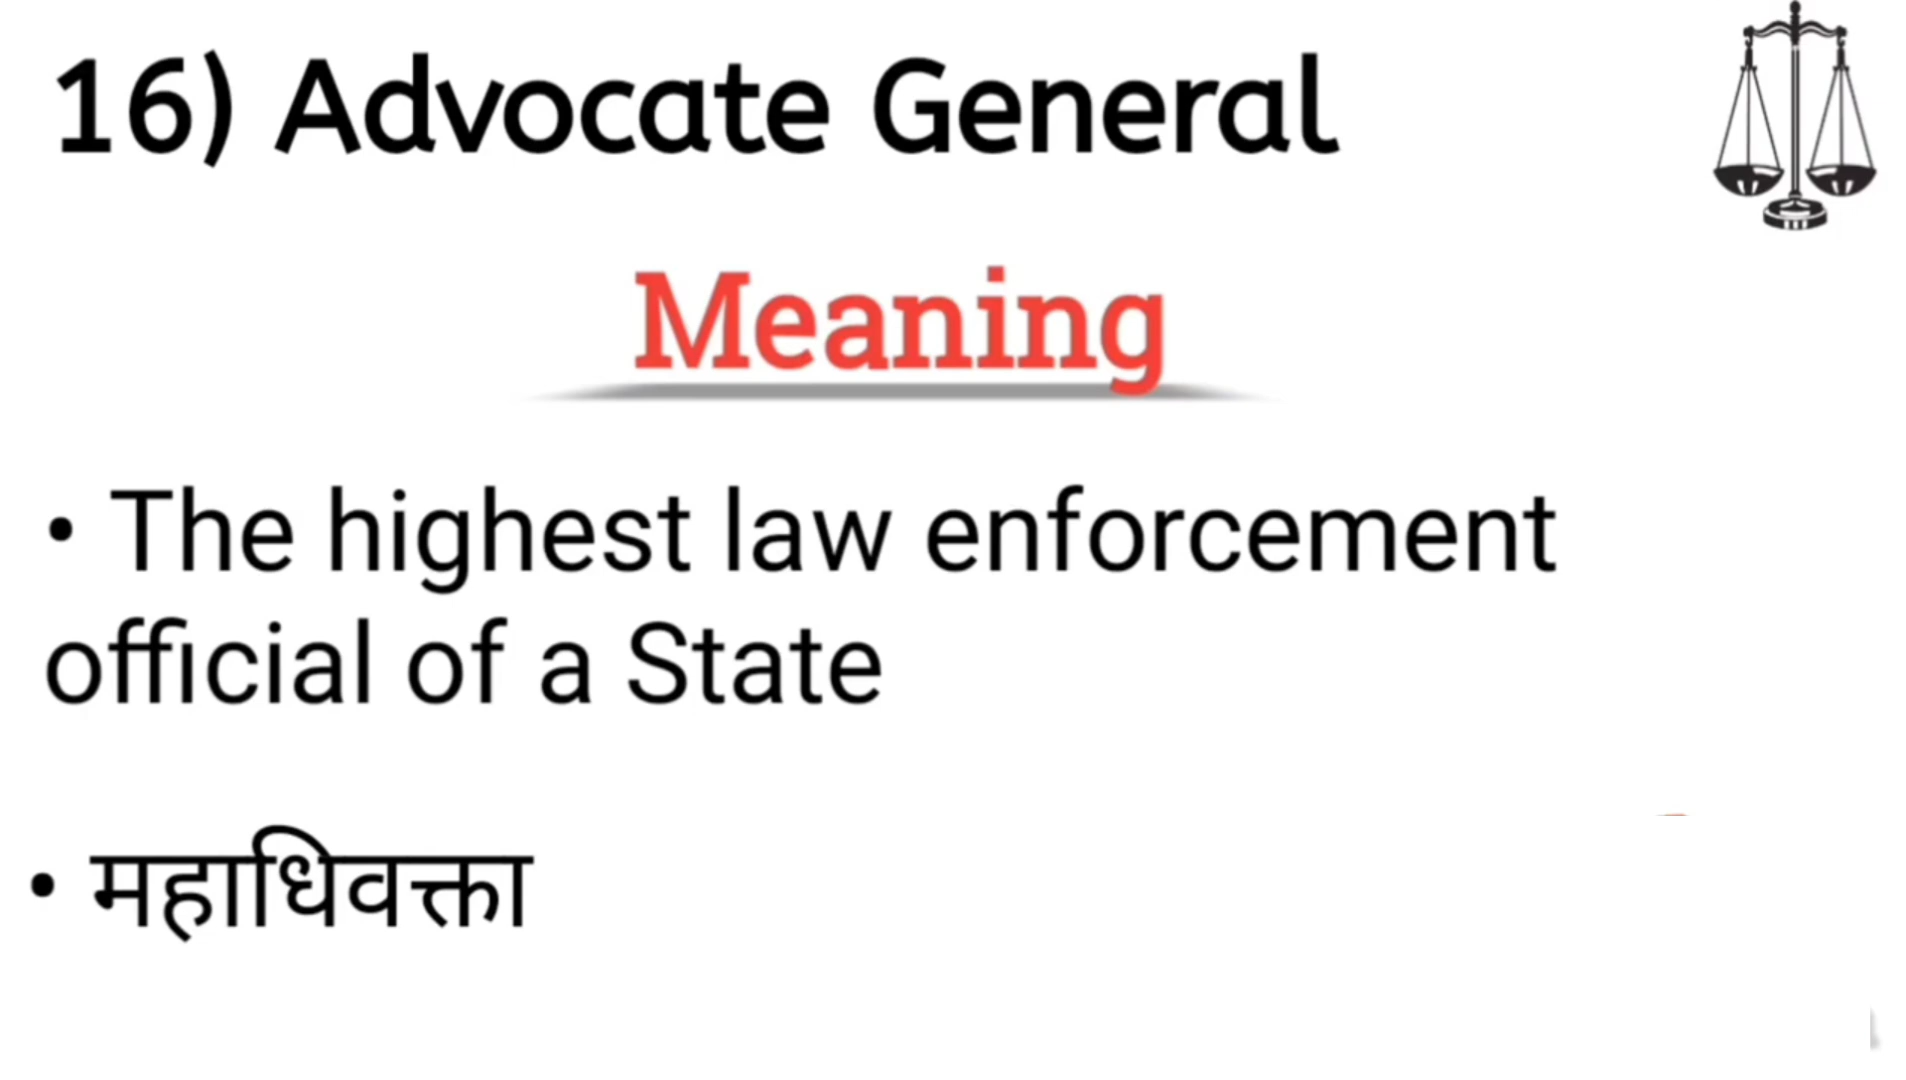 16) Advocate General
Meaning
• The highest law enforcement
official of a State
• महाधिवक्ता